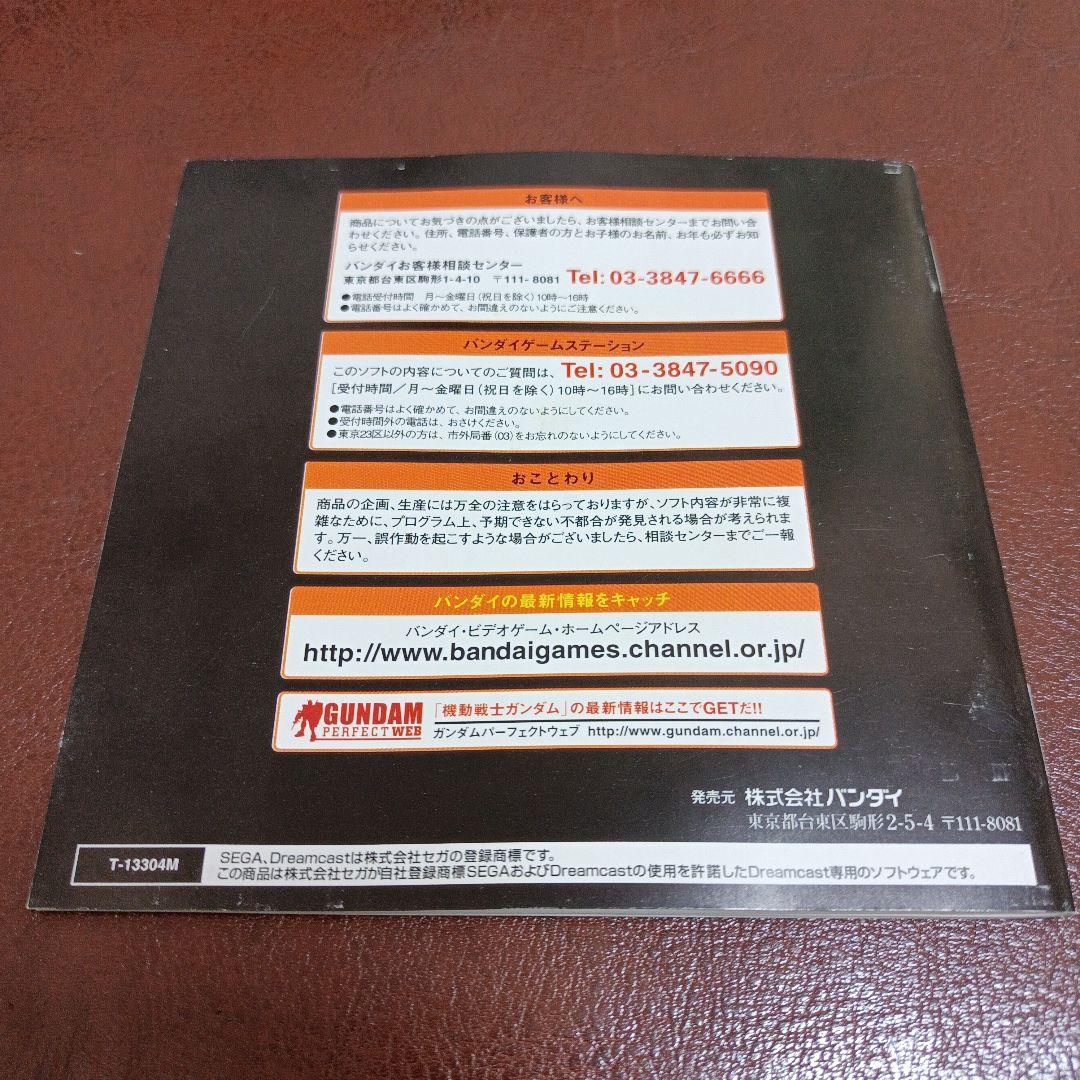 お客様へ
商品についてお気づきの点がございましたら、お客様相談センターまでお問い合
わせください。住所、電話番号、保護者の方とお子様のお名前、お年も必ずお知
らせください。
バンダイお客様相談センター
東京都台東区駒形1-4-10 〒111-8081 Tel: 03-3847-6666
●電話受付時間 月〜金曜日(祝日を除く)10時〜16時
●電話番号はよく確かめて、お間違えのないようにご注意ください。
バンダイゲームステーション
このソフトの内容についてのご質問は、Tel: 03-3847-5090
[受付時間/月〜金曜日(祝日を除く)10時〜16時]にお問い合わせください。
●電話番号はよく確かめて、お間違えのないようにしてください。
●受付時間外の電話は、おさけください。
●東京23区以外の方は、市外局番(03)をお忘れのないようにしてください。
おことわり
商品の企画、生産には万全の注意をはらっておりますが、ソフト内容が非常に複
雑なために、プログラム上、予期できない不都合が発見される場合が考えられま
す。万一、誤作動を起こすような場合がございましたら、相談センターまでご一報
ください。
バンダイの最新情報をキャッチ
バンダイ・ビデオゲーム・ホームページアドレス
http://www.bandaigames.channel.or.jp/
GUNDAM
PERFECT WEB
「機動戦士ガンダム」の最新情報はここでGETだ!!
ガンダムパーフェクトウェブ http://www.gundam.channel.or.jp/
発売元 株式会社バンダイ
東京都台東区駒形2-5-4 〒111-8081
T-13304M
SEGA、Dreamcastは株式会社セガの登録商標です。
この商品は株式会社セガが自社登録商標SEGAおよびDreamcastの使用を許諾したDreamcast専用のソフトウェアです。